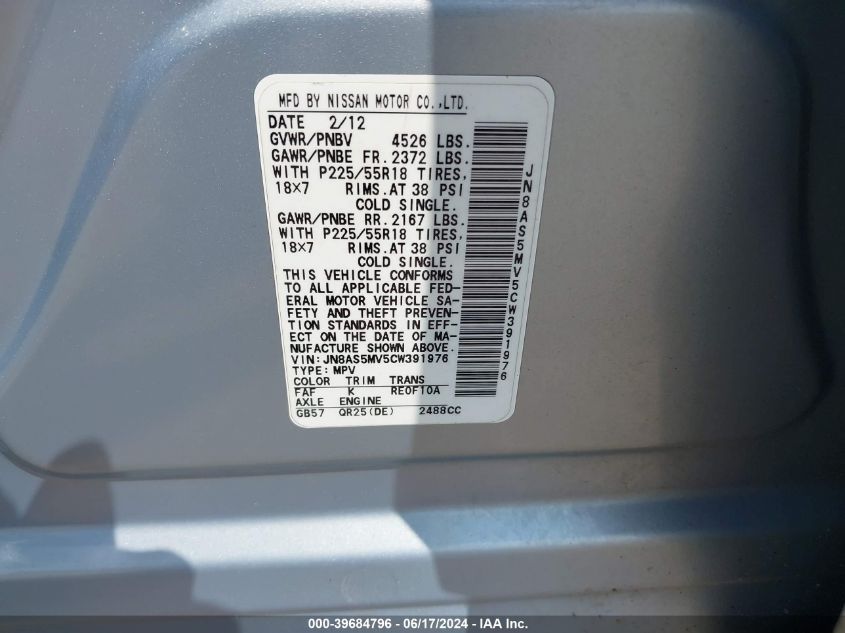 MFD BY NISSAN MOTOR CO.,LTD.
DATE 2/12
GVWR/PNBV 4526 LBS.
GAWR/PNBE FR. 2372 LBS.
WITH P225/55R18 TIRES,
18X7 RIMS.AT 38 PSI
COLD SINGLE.
GAWR/PNBE RR. 2167 LBS.
WITH P225/55R18 TIRES,
18X7 RIMS.AT 38 PSI
COLD SINGLE.
THIS VEHICLE CONFORMS
TO ALL APPLICABLE FED-
ERAL MOTOR VEHICLE SA-
FETY AND THEFT PREVEN-
TION STANDARDS IN EFF-
ECT ON THE DATE OF MA-
NUFACTURE SHOWN ABOVE.
VIN: JN8AS5MV5CW391976
TYPE: MPV
COLOR TRIM TRANS
FAF K RE0F10A
AXLE ENGINE
GB57 QR25(DE) 2488CC
JN8AS5MV5CW391976
000-39684796 - 06/17/2024 - IAA Inc.